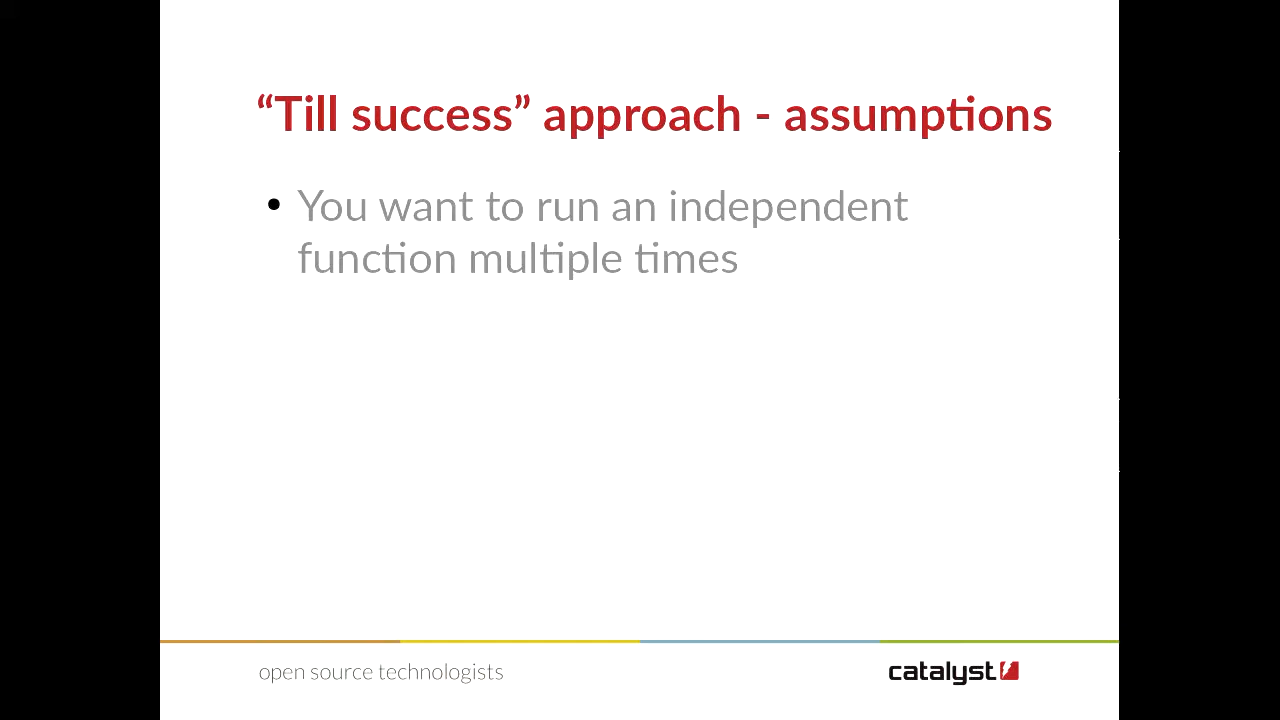 “Till success” approach - assumptions
• You want to run an independent
function multiple times
open source technologists
catalyst